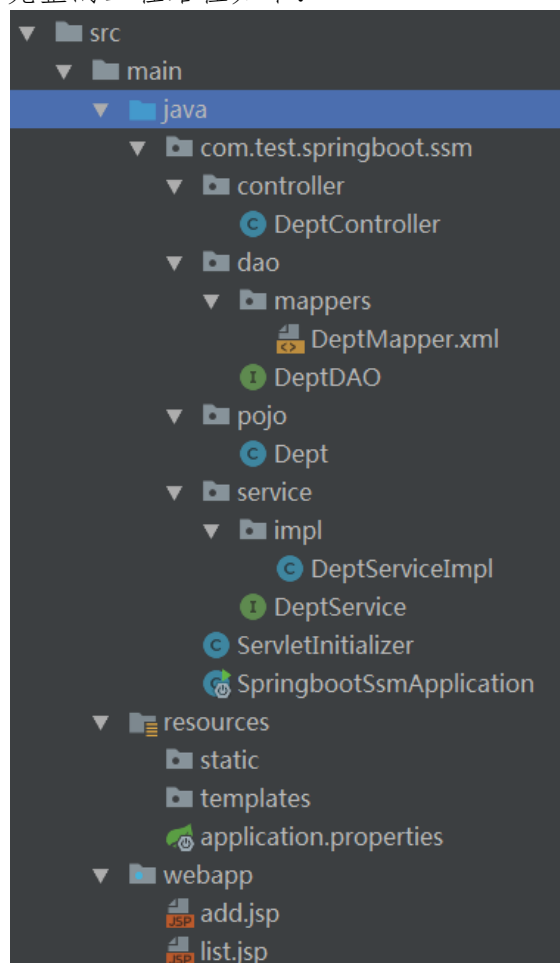 src
main
java
com.test.springboot.ssm
controller
DeptController
dao
mappers
DeptMapper.xml
DeptDAO
pojo
Dept
service
impl
DeptServiceImpl
DeptService
ServletInitializer
SpringbootSsmApplication
resources
static
templates
application.properties
webapp
add.jsp
list.jsp